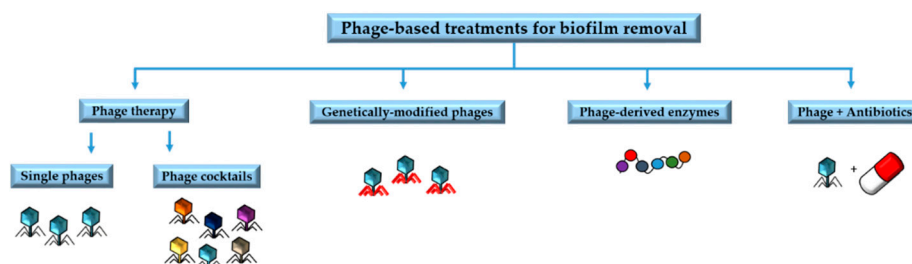 Phage-based treatments for biofilm removal
Phage therapy
Genetically-modified phages
Phage-derived enzymes
Phage + Antibiotics
Single phages
Phage cocktails
+